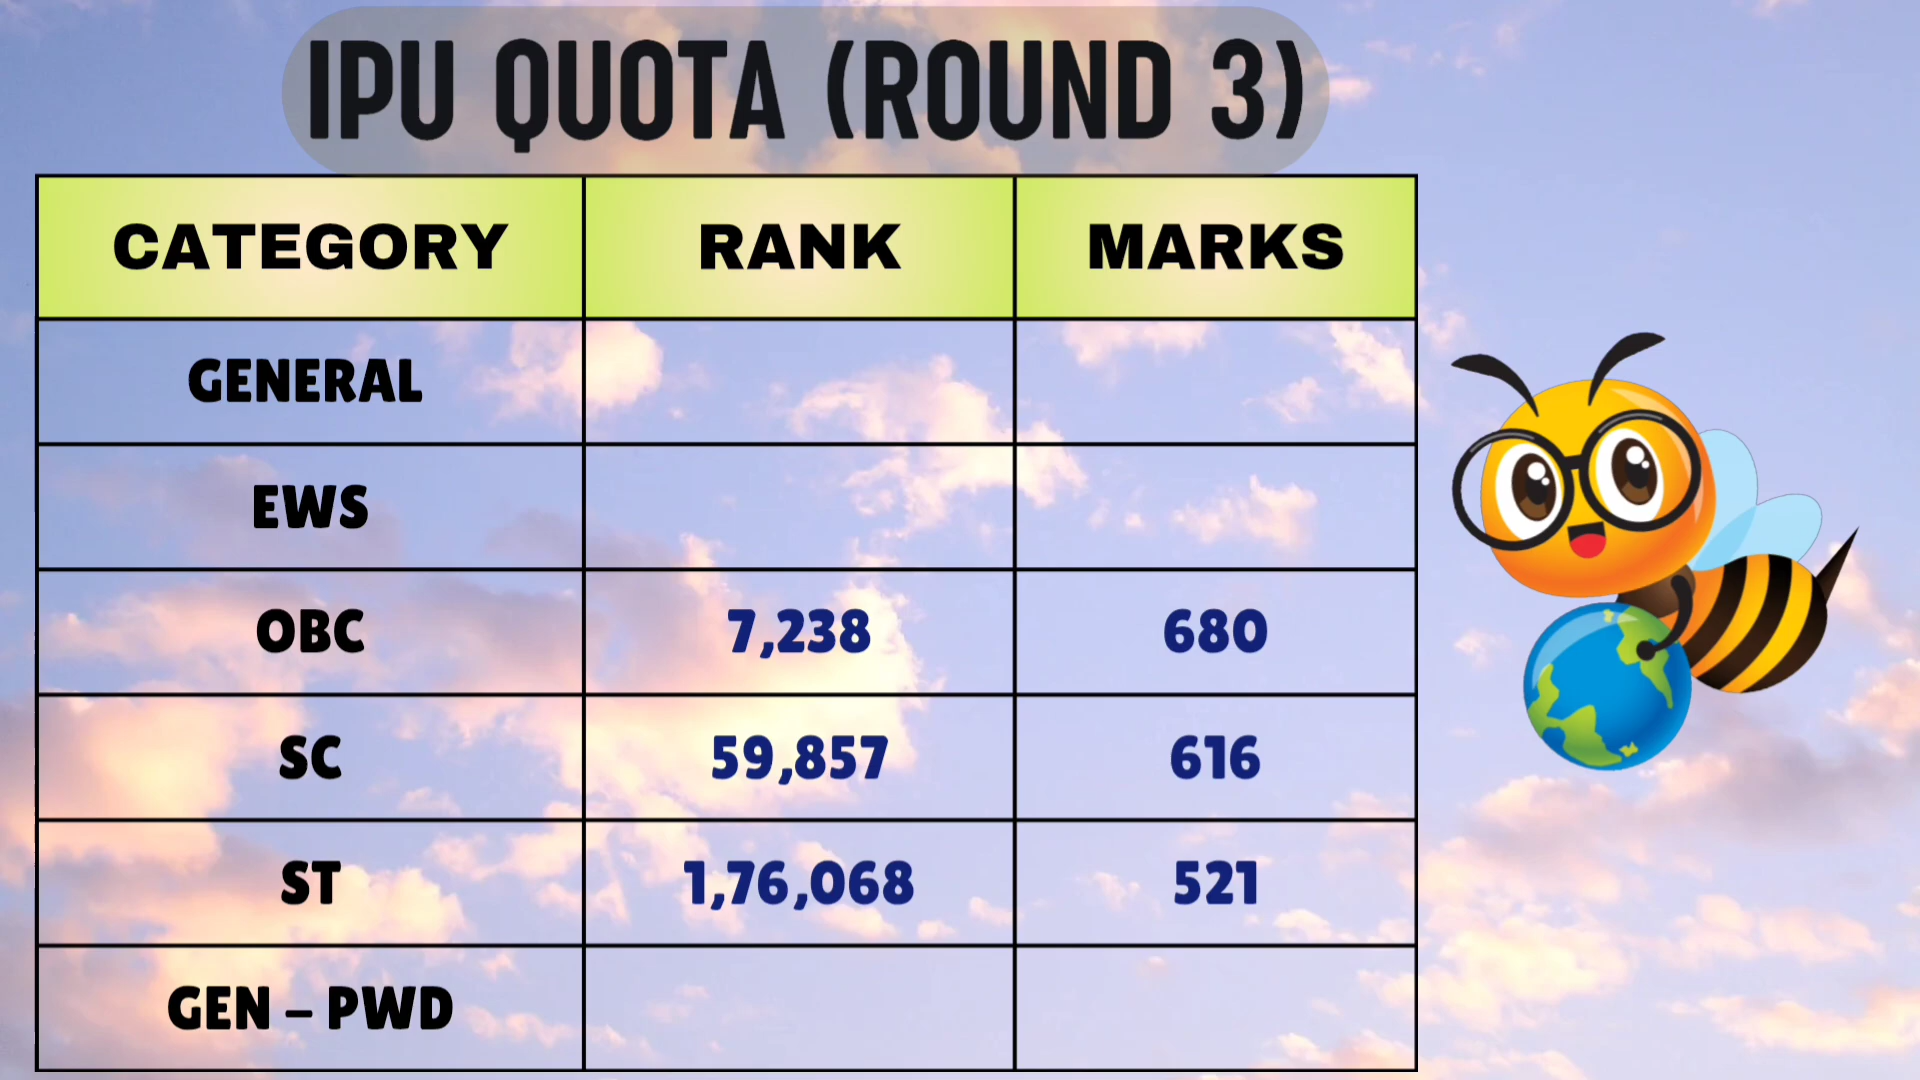 IPU QUOTA (ROUND 3)
CATEGORY RANK MARKS
GENERAL
EWS
OBC 7,238 680
SC 59,857 616
ST 1,76,068 521
GEN – PWD